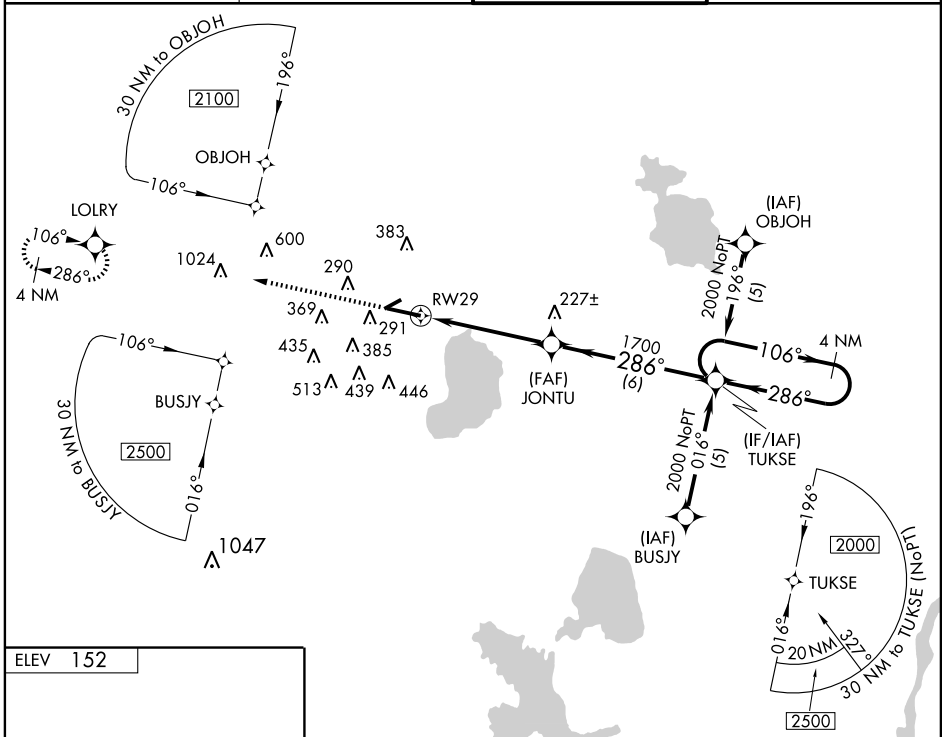 30 NM to OBJOH
196°
2100
OBJOH
106°
LOLRY
106°
286°
4 NM
1024
600
383
290
369
291
RW29
435
385
513
439
446
227±
(FAF)
JONTU
1700
286°
(6)
(IAF)
OBJOH
2000 NoPT
196°
(5)
106°
4 NM
286°
(IF/IAF)
TUKSE
2000 NoPT
016°
(5)
(IAF)
BUSJY
106°
BUSJY
2500
016°
30 NM to BUSJY
1047
196°
2000
TUKSE
016°
20 NM
327°
30 NM to TUKSE (NoPT)
2500
ELEV 152